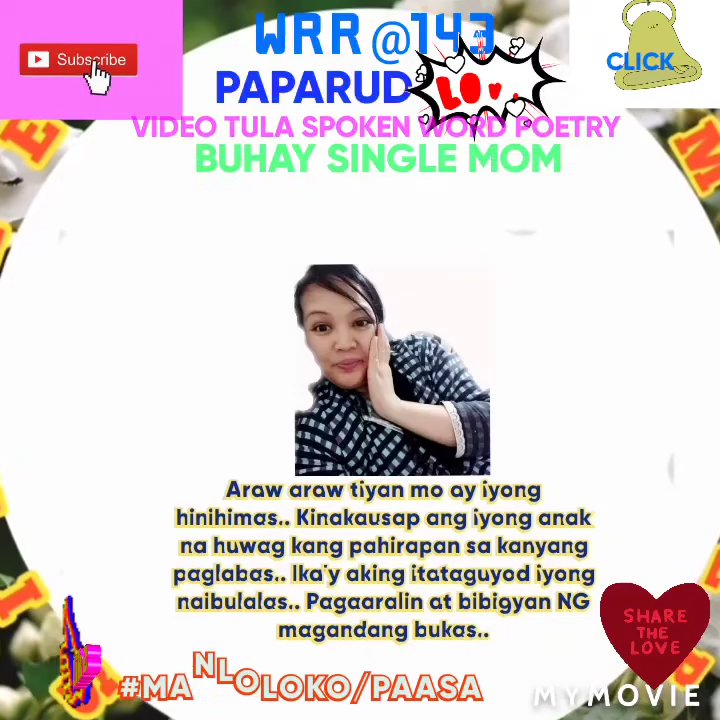 WRR @143
Subscribe
CLICK
PAPARUD
LOV.
VIDEO TULA SPOKEN WORD POETRY
BUHAY SINGLE MOM
Araw araw tiyan mo ay iyong
hinihimas.. Kinakausap ang iyong anak
na huwag kang pahirapan sa kanyang
paglabas.. Ika'y aking itataguyod iyong
naibulalas.. Pagaaralin at bibigyan NG
magandang bukas..
SHARE
THE
LOVE
#MANLOLOKO/PAASA
MYMOVIE